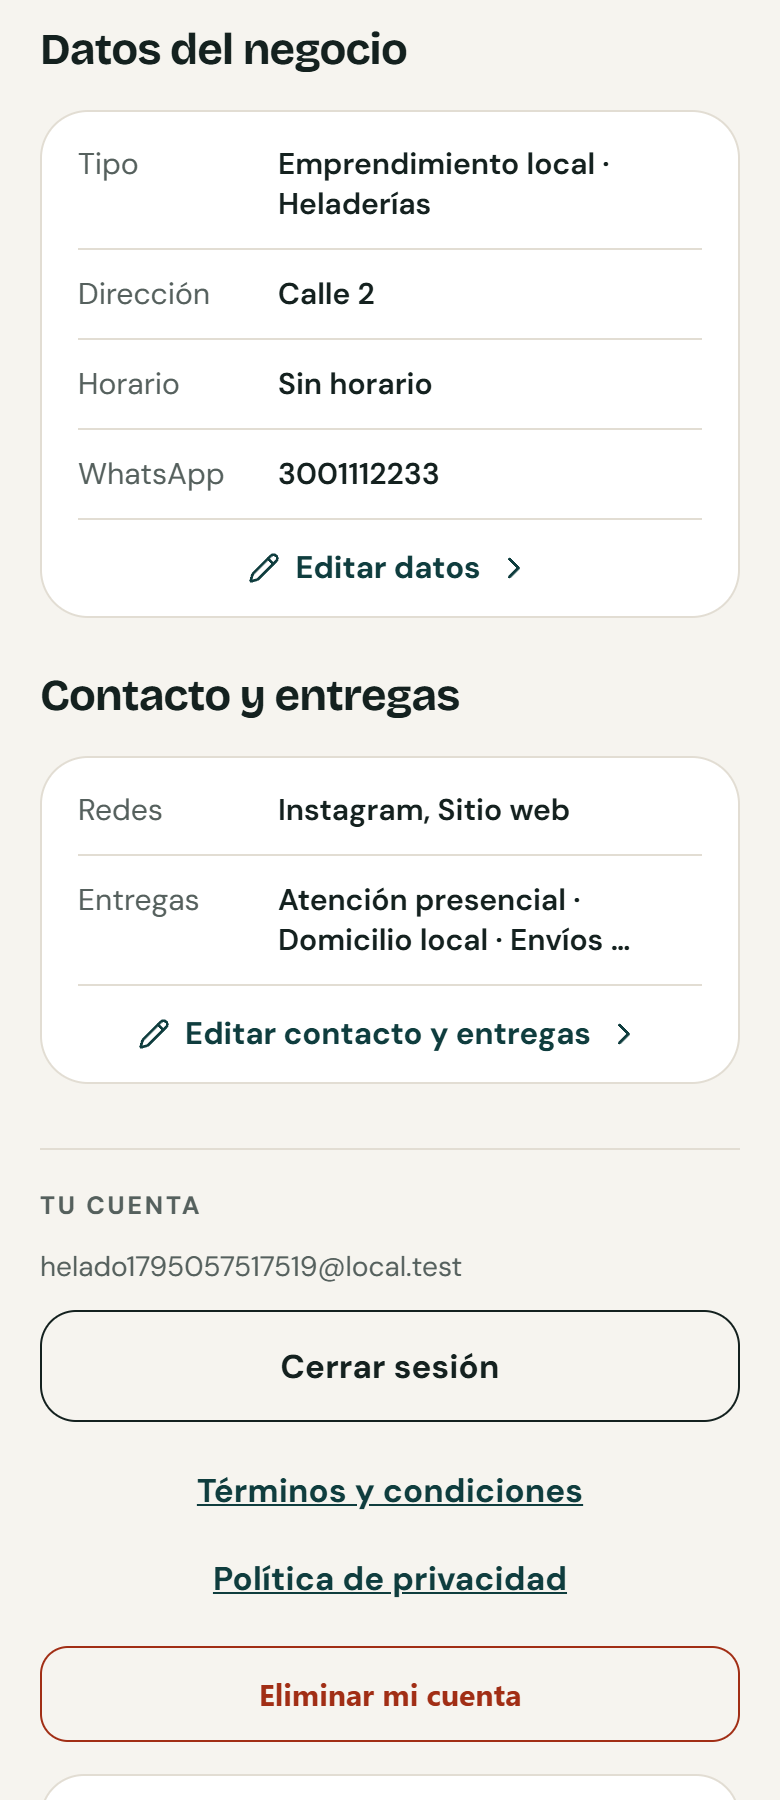 Datos del negocio
Tipo
Emprendimiento local ·
Heladerías
Dirección
Calle 2
Horario
Sin horario
WhatsApp
3001112233
Editar datos
Contacto y entregas
Redes
Instagram, Sitio web
Entregas
Atención presencial ·
Domicilio local · Envíos ...
Editar contacto y entregas
TU CUENTA
helado1795057517519@local.test
Cerrar sesión
Términos y condiciones
Política de privacidad
Eliminar mi cuenta